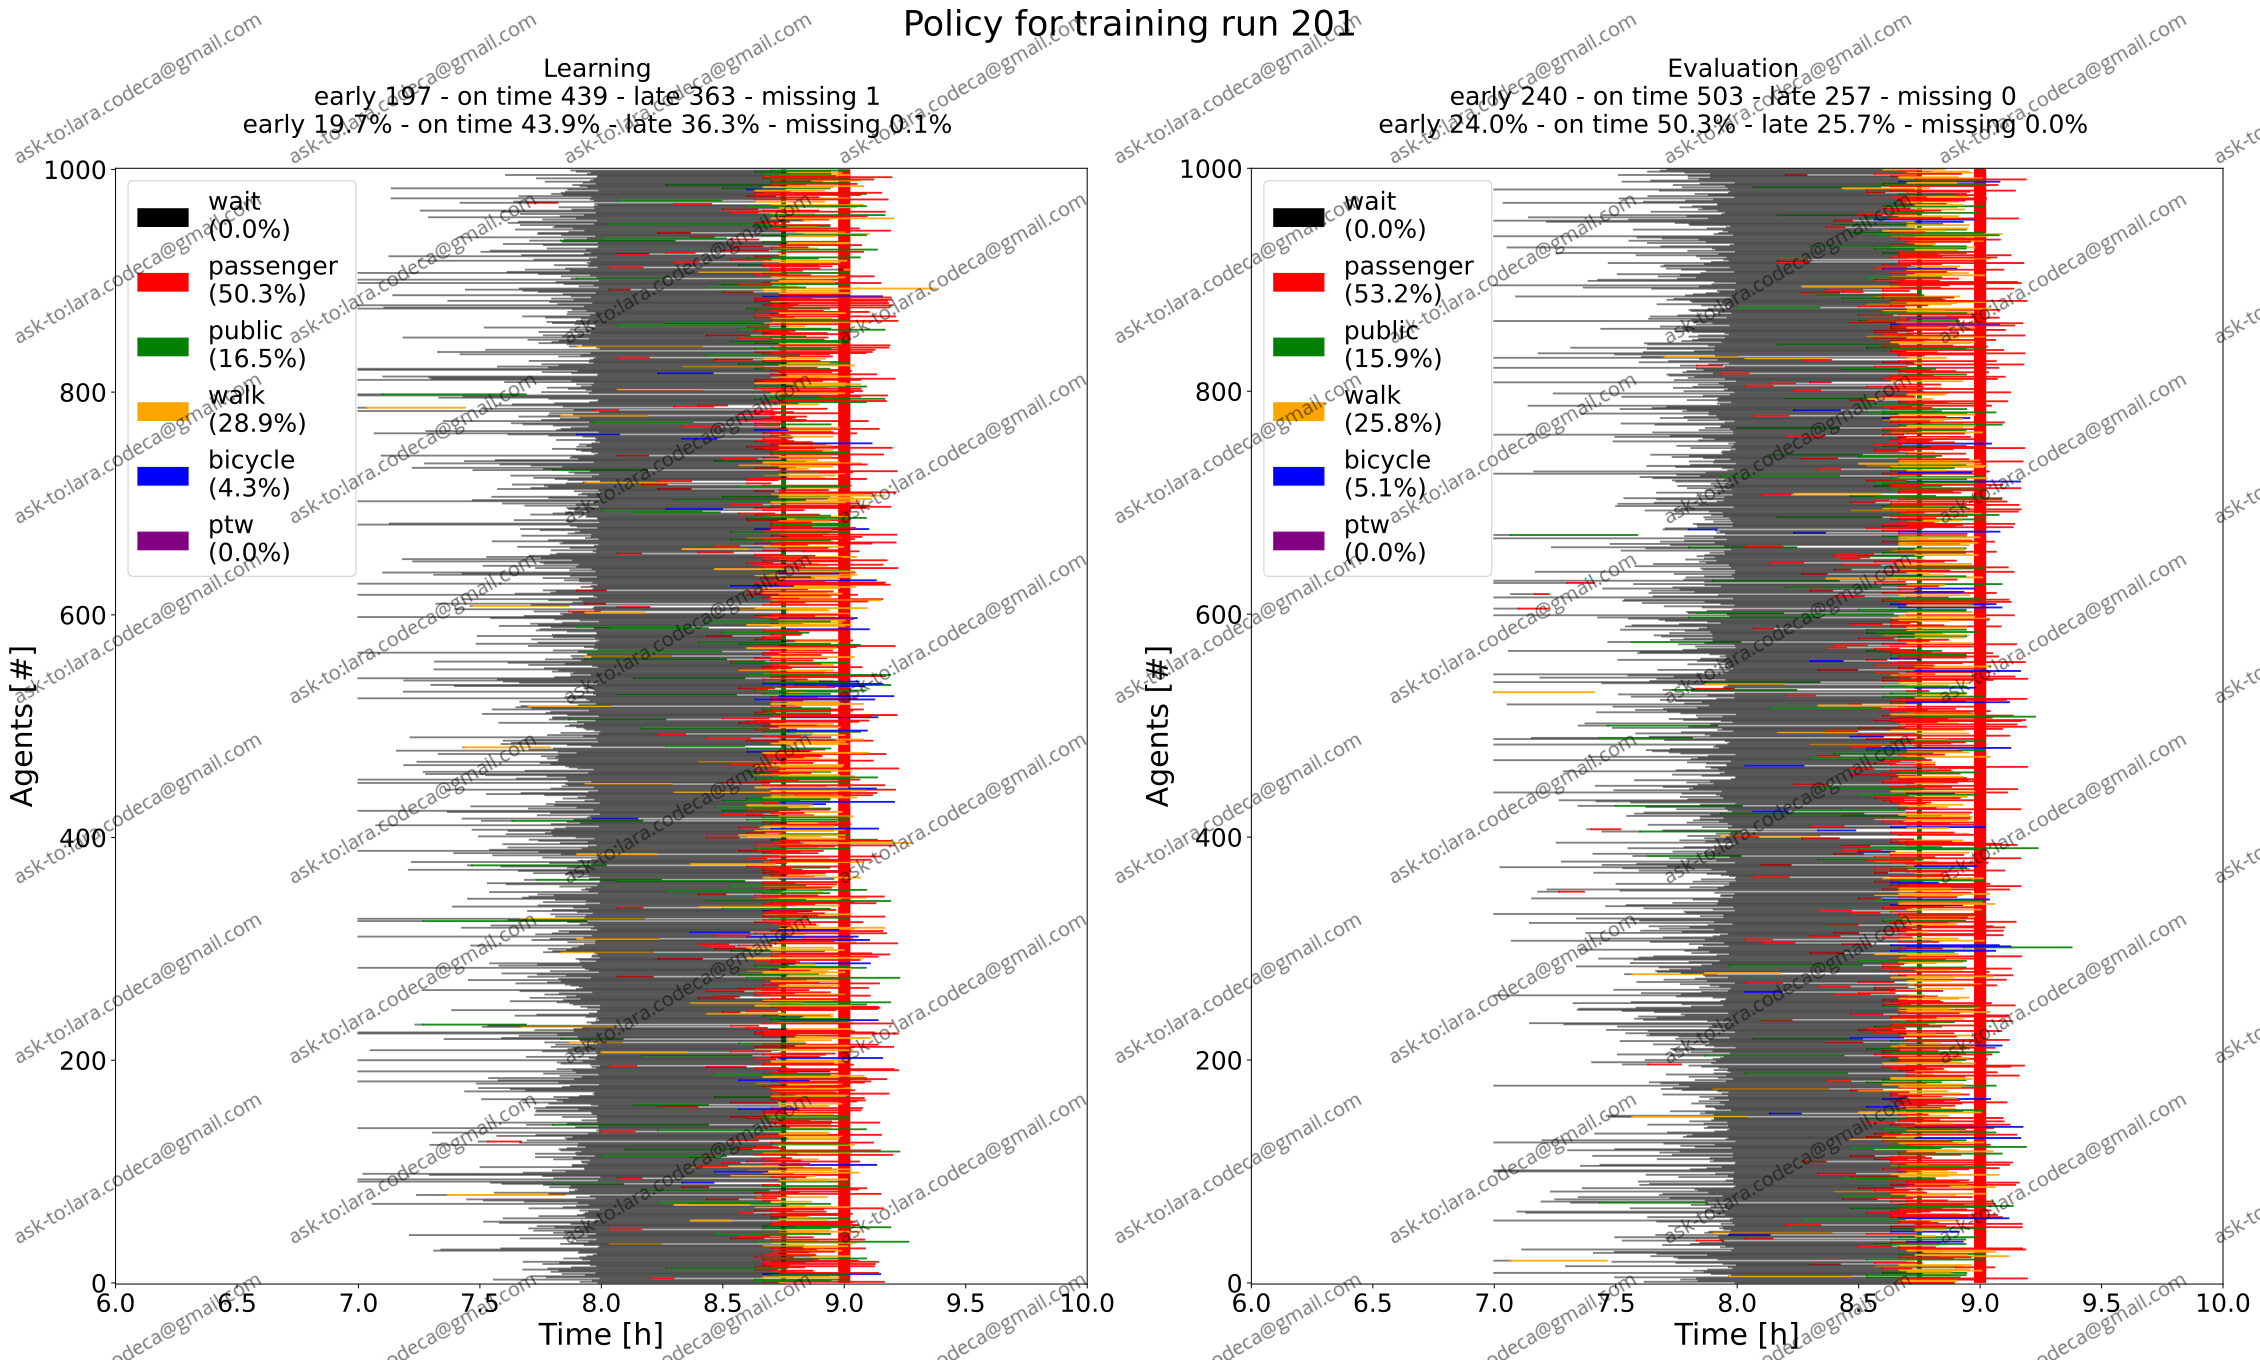 Policy for training run 201
Learning
early 197 - on time 439 - late 363 - missing 1
early 19.7% - on time 43.9% - late 36.3% - missing 0.1%
1000
800
600
400
200
0
Agents [#]
wait
(0.0%)
passenger
(50.3%)
public
(16.5%)
walk
(28.9%)
bicycle
(4.3%)
ptw
(0.0%)
6.0 6.5 7.0 7.5 8.0 8.5 9.0 9.5 10.0
Time [h]
Evaluation
early 240 - on time 503 - late 257 - missing 0
early 24.0% - on time 50.3% - late 25.7% - missing 0.0%
1000
800
600
400
200
0
Agents [#]
wait
(0.0%)
passenger
(53.2%)
public
(15.9%)
walk
(25.8%)
bicycle
(5.1%)
ptw
(0.0%)
6.0 6.5 7.0 7.5 8.0 8.5 9.0 9.5 10.0
Time [h]
ask-to:lara.codeca@gmail.com